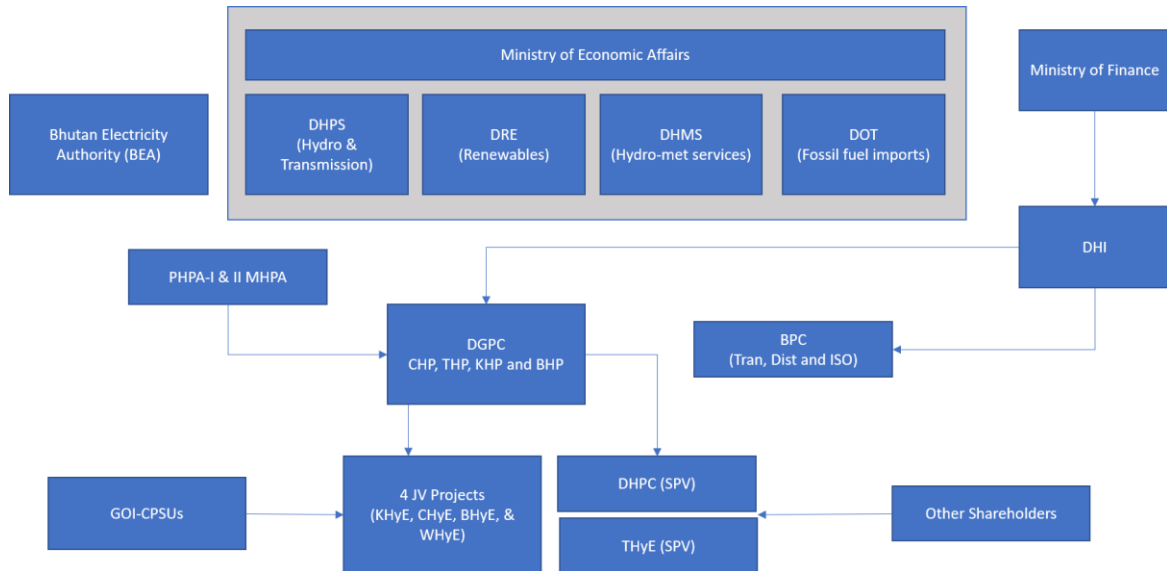 Ministry of Economic Affairs
Ministry of Finance
Bhutan Electricity
Authority (BEA)
DHPS
(Hydro &
Transmission)
DRE
(Renewables)
DHMS
(Hydro-met services)
DOT
(Fossil fuel imports)
DHI
PHPA-I & II MHPA
DGPC
CHP, THP, KHP and BHP
BPC
(Tran, Dist and ISO)
GOI-CPSUs
4 JV Projects
(KHyE, CHyE, BHyE, &
WHyE)
DHPC (SPV)
THyE (SPV)
Other Shareholders